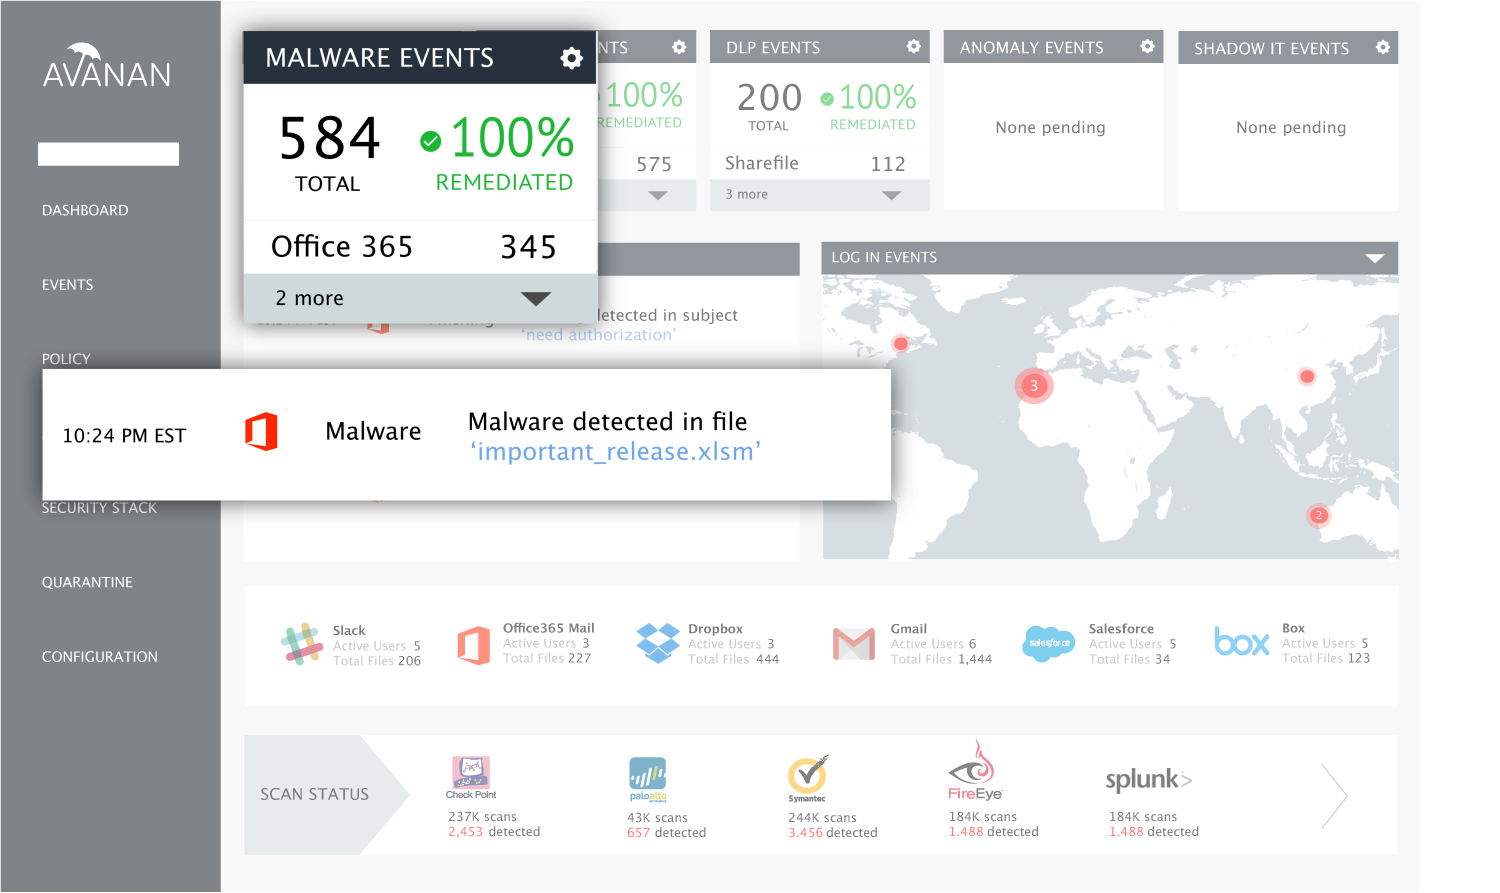 AVANAN
DASHBOARD
EVENTS
POLICY
SECURITY STACK
QUARANTINE
CONFIGURATION
MALWARE EVENTS
584
100%
TOTAL
REMEDIATED
Office 365 345
2 more
100%
REMEDIATED
575
DLP EVENTS
200
100%
TOTAL
REMEDIATED
Sharefile 112
3 more
ANOMALY EVENTS
None pending
SHADOW IT EVENTS
None pending
detected in subject
‘need authorization’
10:24 PM EST
Malware
Malware detected in file
‘important_release.xlsm’
LOG IN EVENTS
3
2
Slack
Active Users 5
Total Files 206
Office365 Mail
Active Users 3
Total Files 227
Dropbox
Active Users 3
Total Files 444
Gmail
Active Users 6
Total Files 1,444
salesforce
Salesforce
Active Users 5
Total Files 34
box
Box
Active Users 5
Total Files 123
SCAN STATUS
Check Point
237K scans
2,453 detected
paloalto
43K scans
657 detected
Symantec
244K scans
3.456 detected
FireEye
184K scans
1.488 detected
splunk>
184K scans
1.488 detected